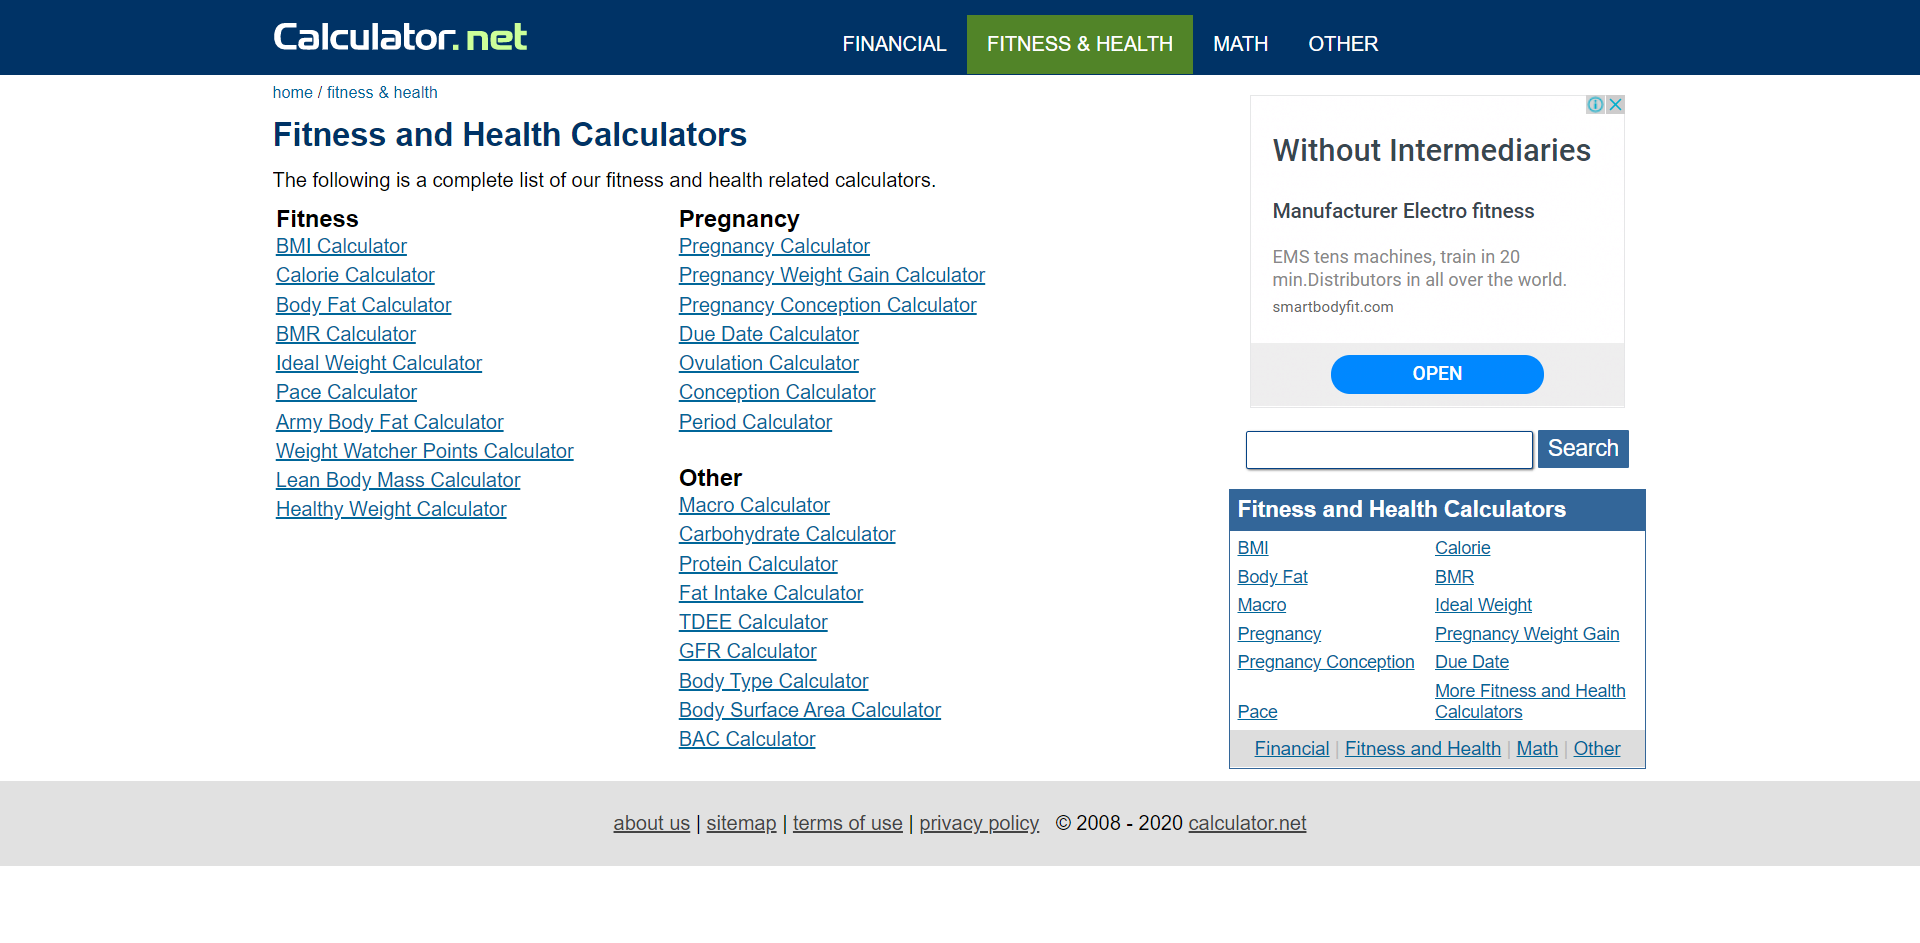 Calculator.net
FINANCIAL
FITNESS & HEALTH
MATH
OTHER
home / fitness & health
Fitness and Health Calculators
The following is a complete list of our fitness and health related calculators.
Fitness
BMI Calculator
Calorie Calculator
Body Fat Calculator
BMR Calculator
Ideal Weight Calculator
Pace Calculator
Army Body Fat Calculator
Weight Watcher Points Calculator
Lean Body Mass Calculator
Healthy Weight Calculator
Pregnancy
Pregnancy Calculator
Pregnancy Weight Gain Calculator
Pregnancy Conception Calculator
Due Date Calculator
Ovulation Calculator
Conception Calculator
Period Calculator
Other
Macro Calculator
Carbohydrate Calculator
Protein Calculator
Fat Intake Calculator
TDEE Calculator
GFR Calculator
Body Type Calculator
Body Surface Area Calculator
BAC Calculator
Without Intermediaries
Manufacturer Electro fitness
EMS tens machines, train in 20
min.Distributors in all over the world.
smartbodyfit.com
OPEN
Search
Fitness and Health Calculators
BMI
Calorie
Body Fat
BMR
Macro
Ideal Weight
Pregnancy
Pregnancy Weight Gain
Pregnancy Conception
Due Date
Pace
More Fitness and Health
Calculators
Financial | Fitness and Health | Math | Other
about us | sitemap | terms of use | privacy policy © 2008 - 2020 calculator.net